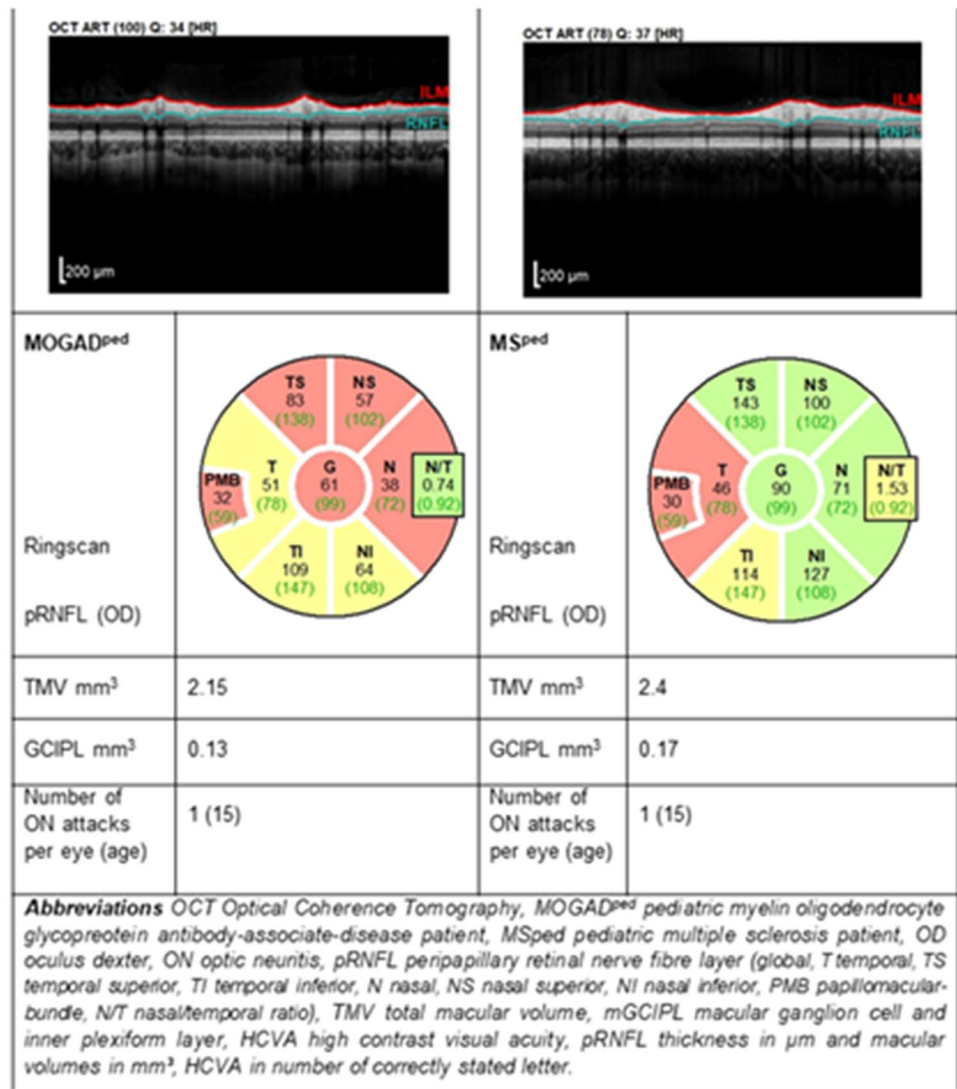 OCT ART (100) Q: 34 [HR]
ILM
RNFL
200 µm
OCT ART (78) Q: 37 [HR]
ILM
RNFL
200 µm
MOGADᵖᵉᵈ
Ringscan
pRNFL (OD)
TS
83
(138)
NS
57
(102)
PMB
32
(59)
T
51
(78)
G
61
(99)
N
38
(72)
N/T
0.74
(0.92)
TI
109
(147)
NI
64
(108)
MSᵖᵉᵈ
Ringscan
pRNFL (OD)
TS
143
(138)
NS
100
(102)
PMB
30
(59)
T
46
(78)
G
90
(99)
N
71
(72)
N/T
1.53
(0.92)
TI
114
(147)
NI
127
(108)
TMV mm³
2.15
TMV mm³
2.4
GCIPL mm³
0.13
GCIPL mm³
0.17
Number of
ON attacks
per eye (age)
1 (15)
Number of
ON attacks
per eye (age)
1 (15)
Abbreviations OCT Optical Coherence Tomography, MOGADᵖᵉᵈ pediatric myelin oligodendrocyte
glycopreotein antibody-associate-disease patient, MSped pediatric multiple sclerosis patient, OD
oculus dexter, ON optic neuritis, pRNFL peripapillary retinal nerve fibre layer (global, T temporal, TS
temporal superior, TI temporal inferior, N nasal, NS nasal superior, NI nasal inferior, PMB papillomacular-
bundle, N/T nasal/temporal ratio), TMV total macular volume, mGCIPL macular ganglion cell and
inner plexiform layer, HCVA high contrast visual acuity, pRNFL thickness in µm and macular
volumes in mm³, HCVA in number of correctly stated letter.